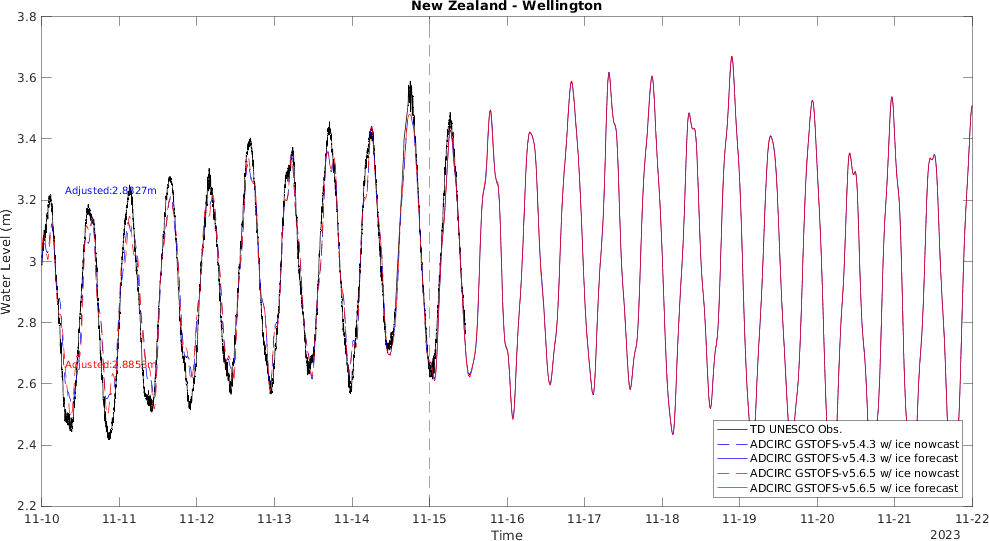 New Zealand - Wellington
3.8
3.6
3.4
3.2
3
2.8
2.6
2.4
2.2
Water Level (m)
Adjusted:2.8827m
Adjusted:2.8855m
TD UNESCO Obs.
ADCIRC GSTOFS-v5.4.3 w/ ice nowcast
ADCIRC GSTOFS-v5.4.3 w/ ice forecast
ADCIRC GSTOFS-v5.6.5 w/ ice nowcast
ADCIRC GSTOFS-v5.6.5 w/ ice forecast
11-10 11-11 11-12 11-13 11-14 11-15 11-16 11-17 11-18 11-19 11-20 11-21 11-22
Time
2023